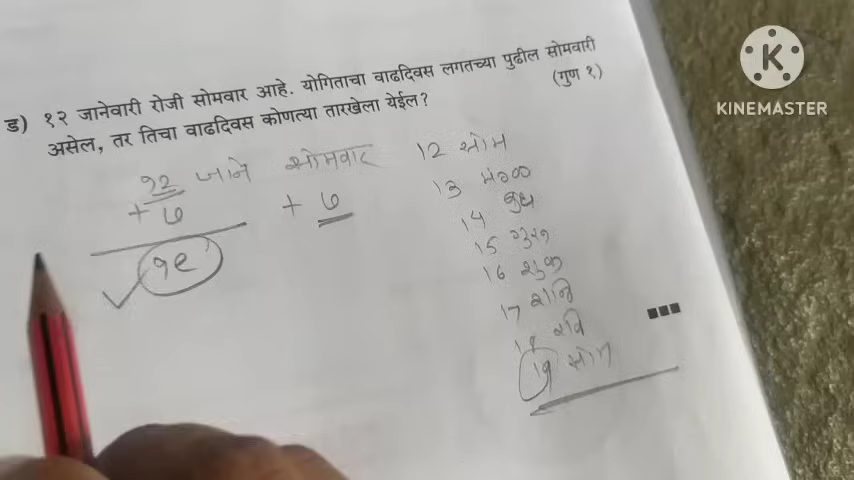 ड) १२ जानेवारी रोजी सोमवार आहे. योगिताचा वाढदिवस लगतच्या पुढील सोमवारी
असेल, तर तिचा वाढदिवस कोणत्या तारखेला येईल?
(गुण १)
१२ जाने सोमवार
+ ७ + ७
१९
12 सोम
13 मंगळ
14 बुध
15 गुरु
16 शुक्र
17 शनि
18 रवि
19 सोम
KINEMASTER